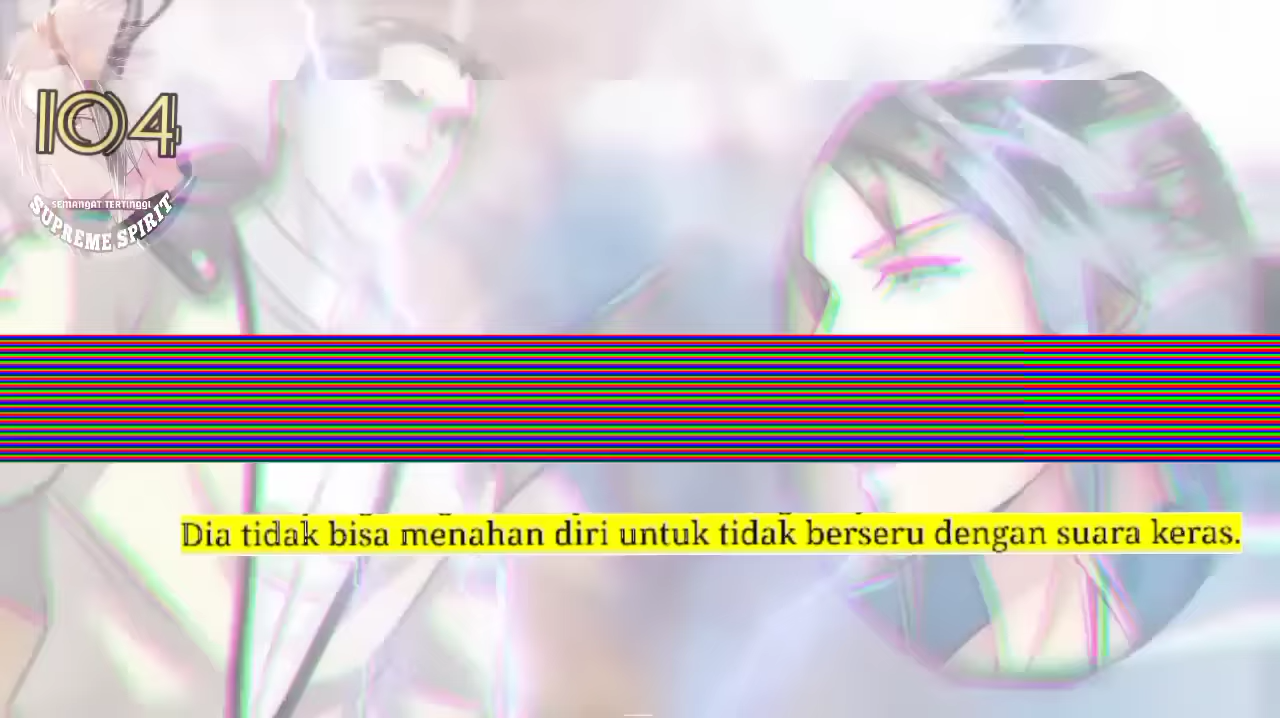 104
SEMANGAT TERTINGGI
SUPREME SPIRIT
Dia tidak bisa menahan diri untuk tidak berseru dengan suara keras.